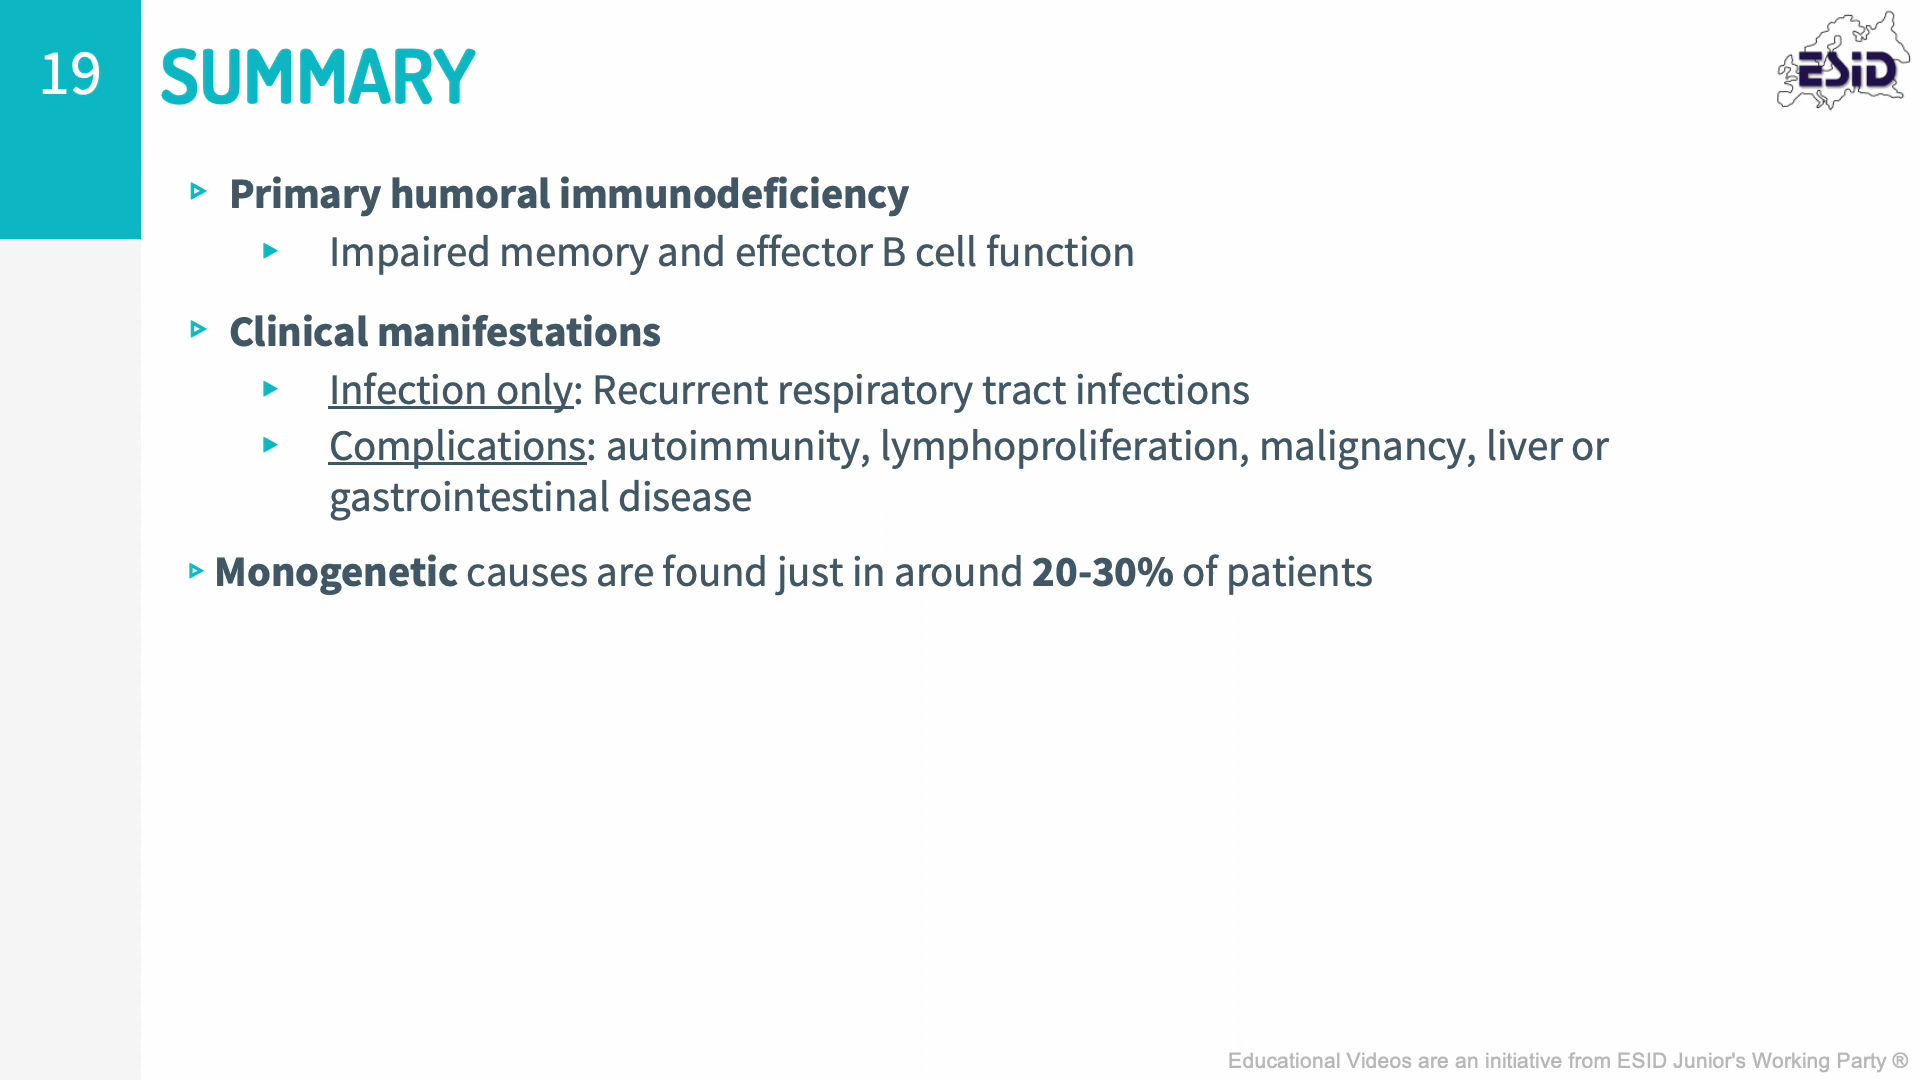 19
SUMMARY
ESiD
Primary humoral immunodeficiency
Impaired memory and effector B cell function
Clinical manifestations
Infection only: Recurrent respiratory tract infections
Complications: autoimmunity, lymphoproliferation, malignancy, liver or
gastrointestinal disease
Monogenetic causes are found just in around 20-30% of patients
Educational Videos are an initiative from ESID Junior's Working Party ®